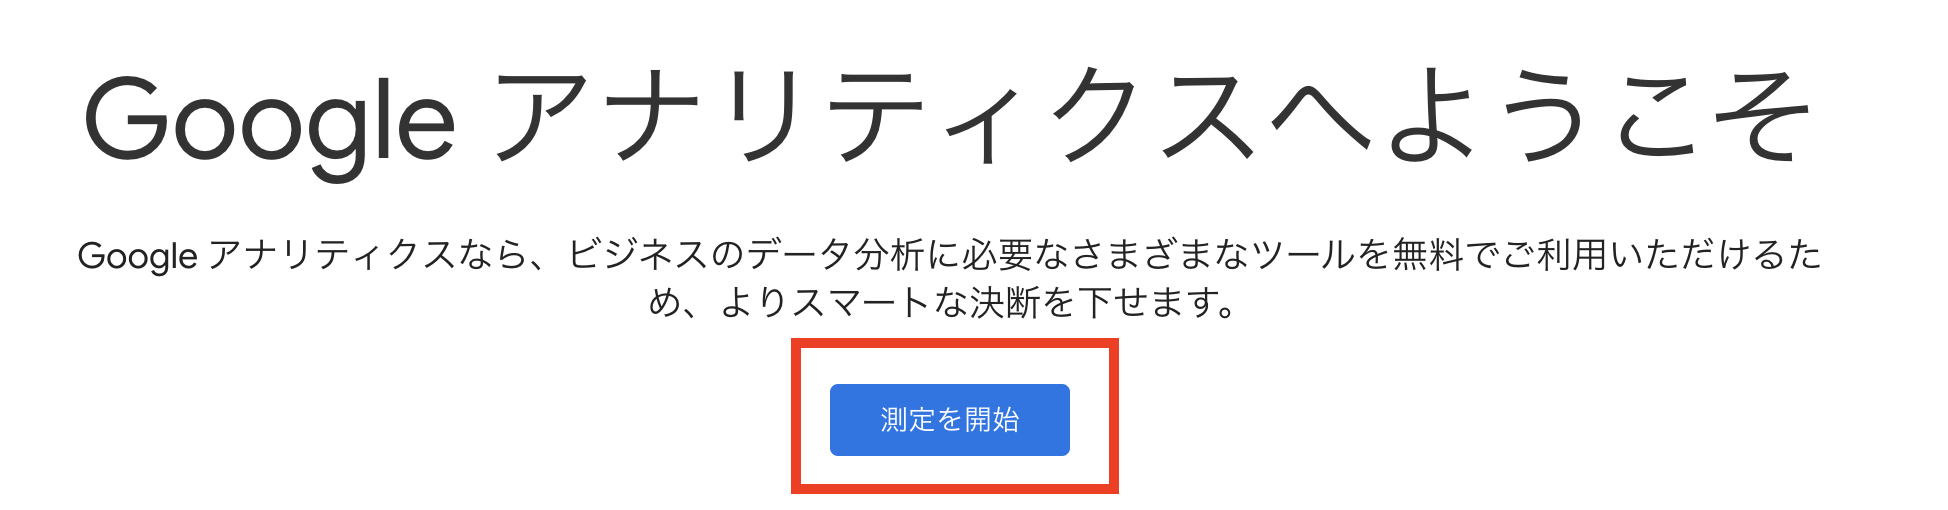 Google アナリティクスへようこそ
Google アナリティクスなら、ビジネスのデータ分析に必要なさまざまなツールを無料でご利用いただけるた
め、よりスマートな決断を下せます。
測定を開始